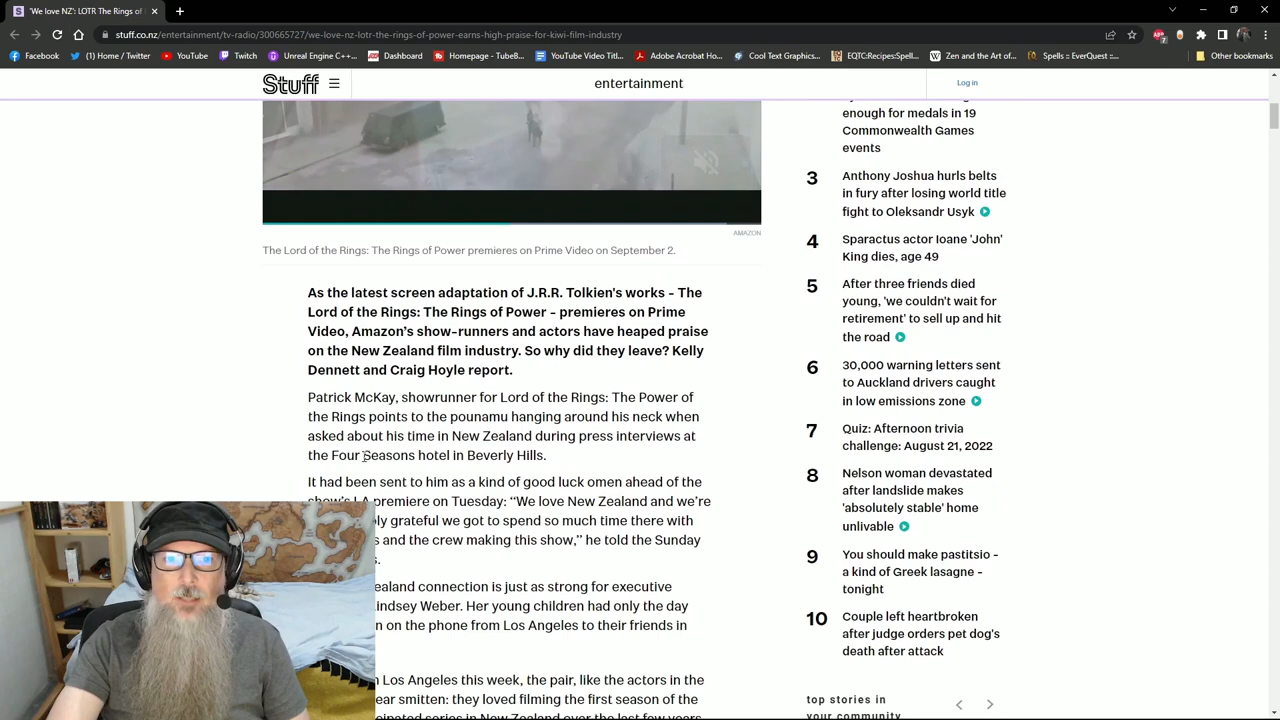 'We love NZ': LOTR The Rings of
stuff.co.nz/entertainment/tv-radio/300665727/we-love-nz-lotr-the-rings-of-power-earns-high-praise-for-kiwi-film-industry
Facebook
(1) Home / Twitter
YouTube
Odysee
Unreal Engine C++...
Dashboard
Homepage - BE...
400 Words
Adobe Acrobat Ho...
Cool Text Graphics...
EQTC:Recipes:Spell...
Zen and the Art of...
Spells
Spells :: EverQuest ::...
Other bookmarks
Stuff
entertainment
Log in
AMAZON
The Lord of the Rings: The Rings of Power premieres on Prime Video on September 2.
As the latest screen adaptation of J.R.R. Tolkien's works - The
Lord of the Rings: The Rings of Power - premieres on Prime
Video, Amazon's show-runners and actors have heaped praise
on the New Zealand film industry. So why did they leave? Kelly
Dennett and Craig Hoyle report.
Patrick McKay, showrunner for Lord of the Rings: The Power of
the Rings points to the pounamu hanging around his neck when
asked about his time in New Zealand during press interviews at
the Four Seasons hotel in Beverly Hills.
It had been sent to him as a kind of good luck omen ahead of the
show's LA premiere on Tuesday: "We love New Zealand and we're
bly grateful we got to spend so much time there with
s and the crew making this show," he told the Sunday
s.
ealand connection is just as strong for executive
indsey Weber. Her young children had only the day
n on the phone from Los Angeles to their friends in
Los Angeles this week, the pair, like the actors in the
ear smitten: they loved filming the first season of the
cipated series in New Zealand over the last few years
enough for medals in 19
Commonwealth Games
events
3
Anthony Joshua hurls belts
in fury after losing world title
fight to Oleksandr Usyk
4
Sparactus actor Ioane 'John'
King dies, age 49
5
After three friends died
young, 'we couldn't wait for
retirement' to sell up and hit
the road
6
30,000 warning letters sent
to Auckland drivers caught
in low emissions zone
7
Quiz: Afternoon trivia
challenge: August 21, 2022
8
Nelson woman devastated
after landslide makes
'absolutely stable' home
unlivable
9
You should make pastitsio -
a kind of Greek lasagne -
tonight
10
Couple left heartbroken
after judge orders pet dog's
death after attack
top stories in
your community